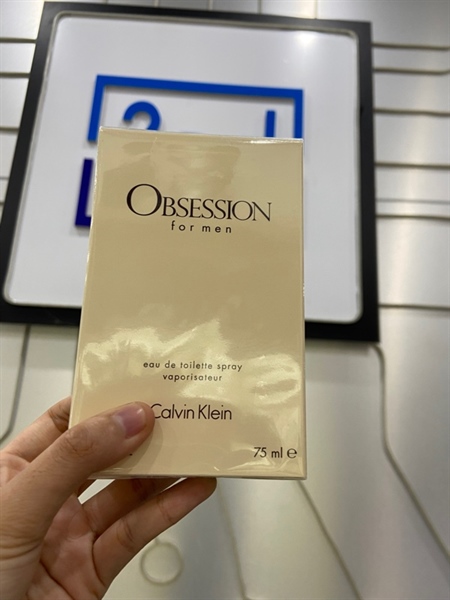 OBSESSION
for men
eau de toilette spray
vaporisateur
Calvin Klein
75 ml e